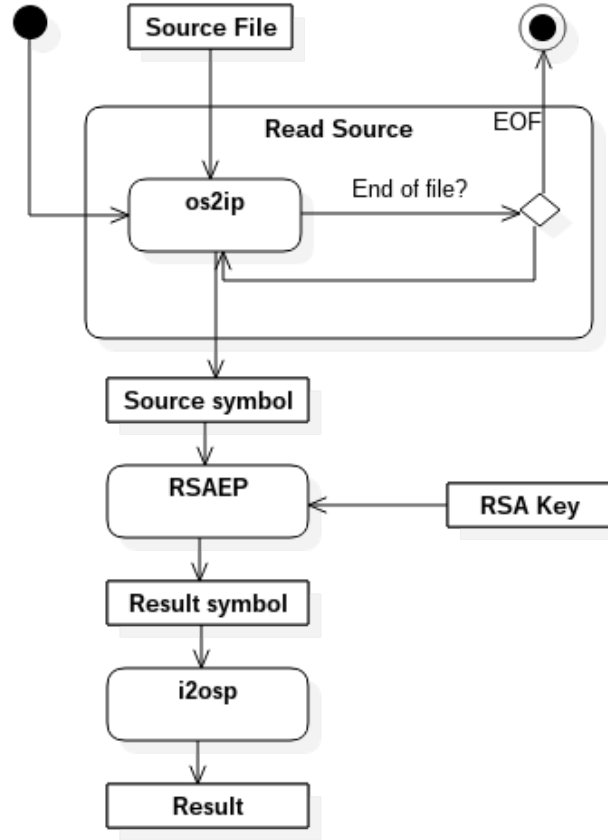 Source File
Read Source
EOF
os2ip
End of file?
Source symbol
RSAEP
RSA Key
Result symbol
i2osp
Result